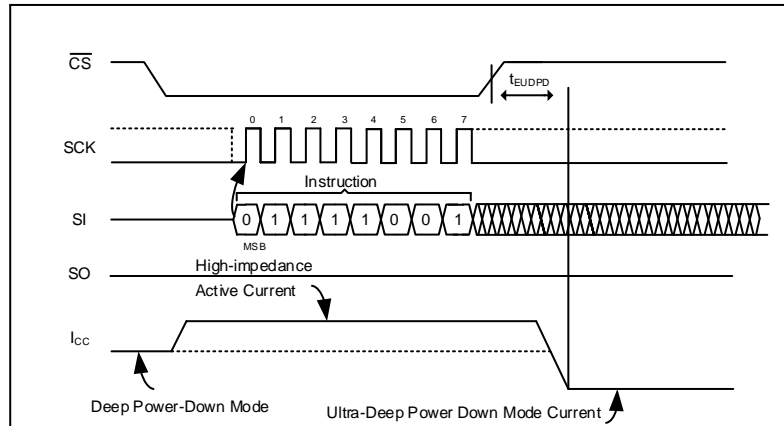 CS
tEUDPD
0 1 2 3 4 5 6 7
SCK
Instruction
SI
0 1 1 1 1 0 0 1
MSB
High-impedance
SO
Active Current
ICC
Deep Power-Down Mode
Ultra-Deep Power Down Mode Current